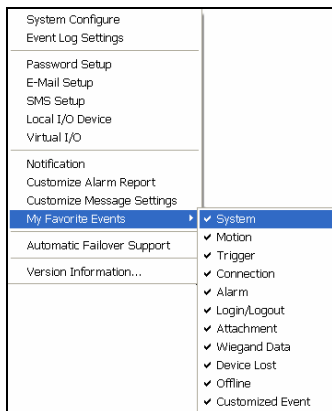 System Configure
Event Log Settings
Password Setup
E-Mail Setup
SMS Setup
Local I/O Device
Virtual I/O
Notification
Customize Alarm Report
Customize Message Settings
My Favorite Events
Automatic Failover Support
Version Information...
System
Motion
Trigger
Connection
Alarm
Login/Logout
Attachment
Wiegand Data
Device Lost
Offline
Customized Event